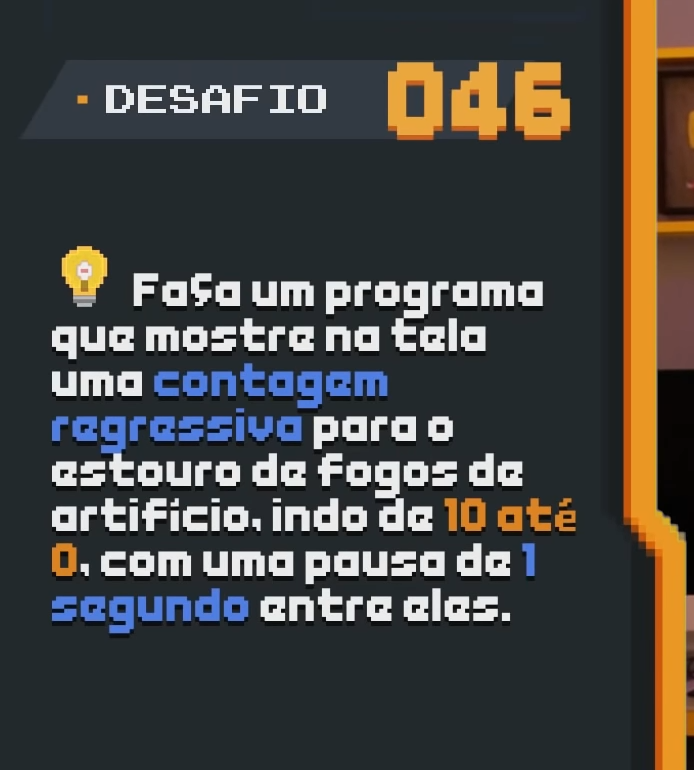 DESAFIO 046
Faça um programa
que mostre na tela
uma contagem
regressiva para o
estouro de fogos de
artifício, indo de 10 até
0, com uma pausa de 1
segundo entre eles.